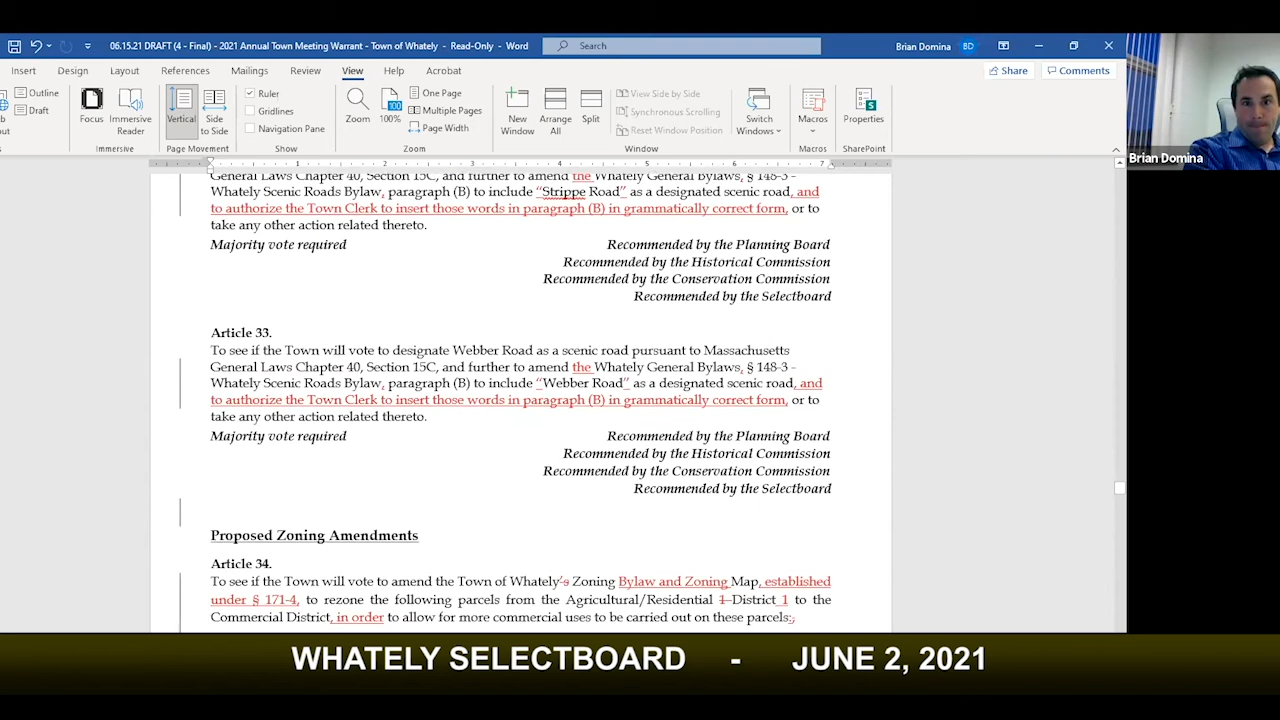 06.15.21 DRAFT (4 - Final) - 2021 Annual Town Meeting Warrant - Town of Whately - Read-Only - Word
Search
Brian Domina BD
Insert Design Layout References Mailings Review View Help Acrobat
Share Comments
Outline
Draft
Focus
Immersive Reader
Immersive
Vertical
Side to Side
Page Movement
Ruler
Gridlines
Navigation Pane
Show
Zoom
100
100%
One Page
Multiple Pages
Page Width
Zoom
New Window
Arrange All
Split
View Side by Side
Synchronous Scrolling
Reset Window Position
Switch Windows
Window
Macros
Macros
Properties
SharePoint
Brian Domina
1 2 3 4 5 6 7
General Laws Chapter 40, Section 15C, and further to amend the Whately General Bylaws, § 148-3 -
Whately Scenic Roads Bylaw, paragraph (B) to include “Strippe Road” as a designated scenic road, and
to authorize the Town Clerk to insert those words in paragraph (B) in grammatically correct form, or to
take any other action related thereto.
Majority vote required Recommended by the Planning Board
Recommended by the Historical Commission
Recommended by the Conservation Commission
Recommended by the Selectboard
Article 33.
To see if the Town will vote to designate Webber Road as a scenic road pursuant to Massachusetts
General Laws Chapter 40, Section 15C, and further to amend the Whately General Bylaws, § 148-3 -
Whately Scenic Roads Bylaw, paragraph (B) to include “Webber Road” as a designated scenic road, and
to authorize the Town Clerk to insert those words in paragraph (B) in grammatically correct form, or to
take any other action related thereto.
Majority vote required Recommended by the Planning Board
Recommended by the Historical Commission
Recommended by the Conservation Commission
Recommended by the Selectboard
Proposed Zoning Amendments
Article 34.
To see if the Town will vote to amend the Town of Whately's Zoning Bylaw and Zoning Map, established
under § 171-4, to rezone the following parcels from the Agricultural/Residential 1 District 1 to the
Commercial District, in order to allow for more commercial uses to be carried out on these parcels:;
WHATELY SELECTBOARD - JUNE 2, 2021